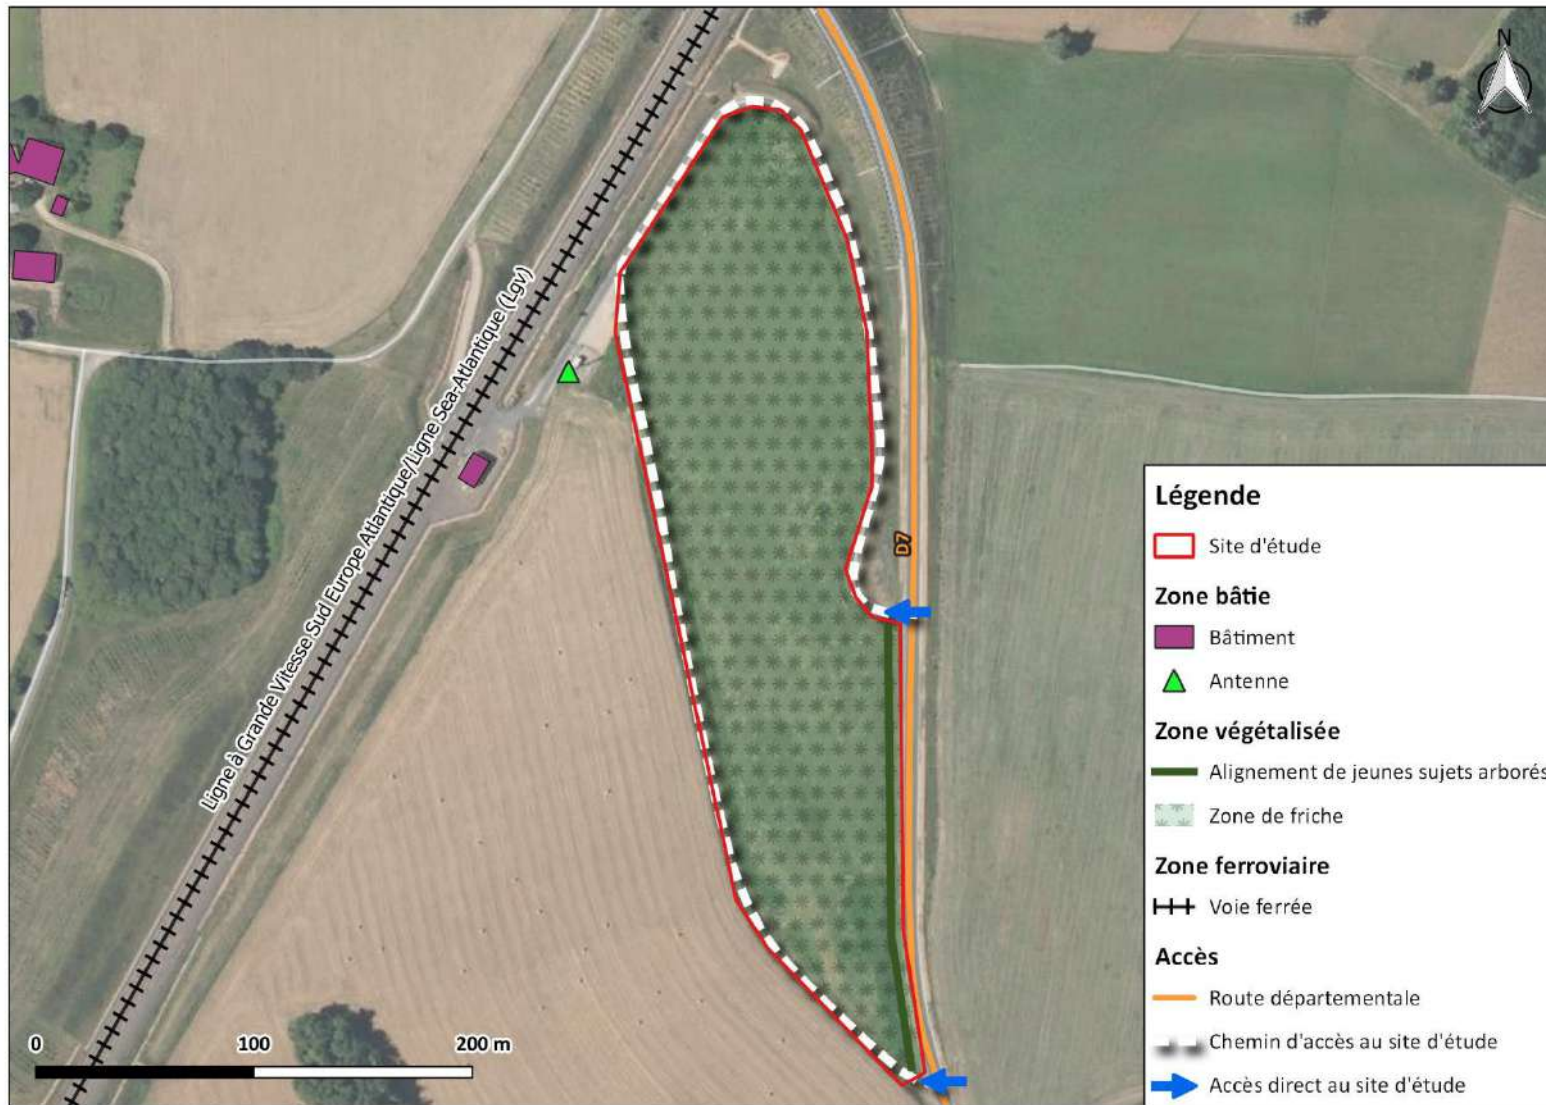 N
Ligne à Grande Vitesse Sud Europe Atlantique/Ligne Sea-Atlantique (Lgv)
D7
Légende
Site d'étude
Zone bâtie
Bâtiment
Antenne
Zone végétalisée
Alignement de jeunes sujets arborés
Zone de friche
Zone ferroviaire
Voie ferrée
Accès
Route départementale
Chemin d'accès au site d'étude
Accès direct au site d'étude
0 100 200 m